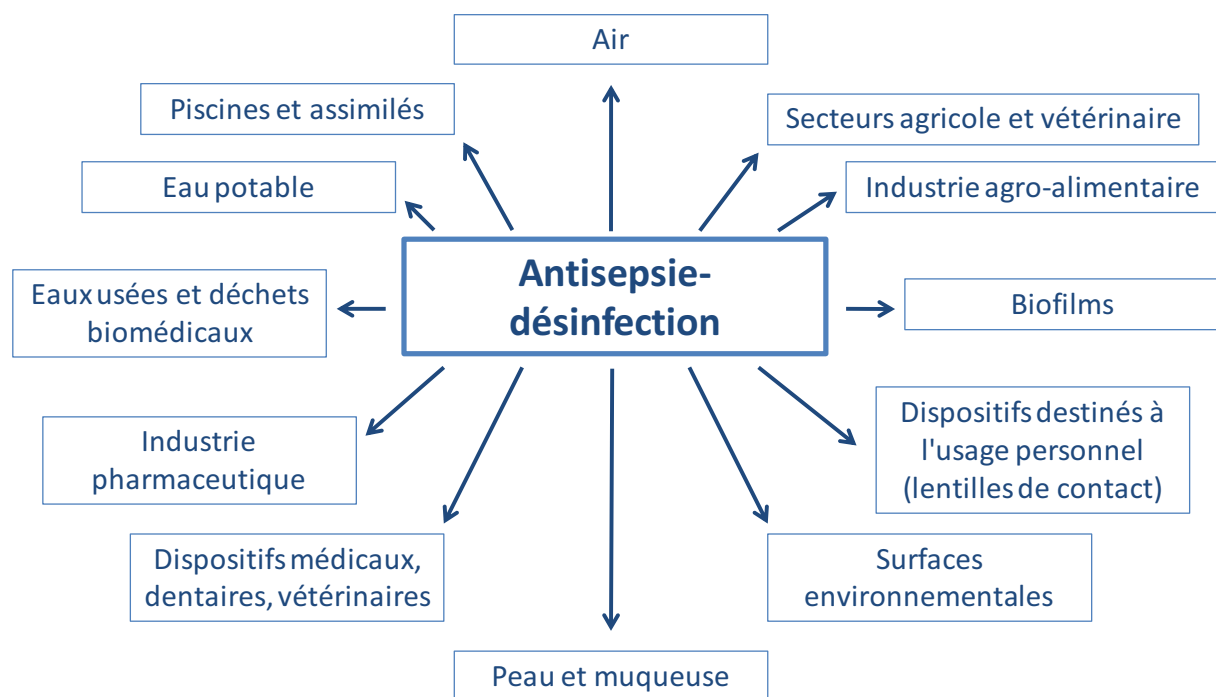 Air
Piscines et assimilés
Secteurs agricole et vétérinaire
Eau potable
Industrie agro-alimentaire
Antisepsie-
désinfection
Eaux usées et déchets
biomédicaux
Biofilms
Dispositifs destinés à
l'usage personnel
(lentilles de contact)
Industrie
pharmaceutique
Dispositifs médicaux,
dentaires, vétérinaires
Surfaces
environnementales
Peau et muqueuse